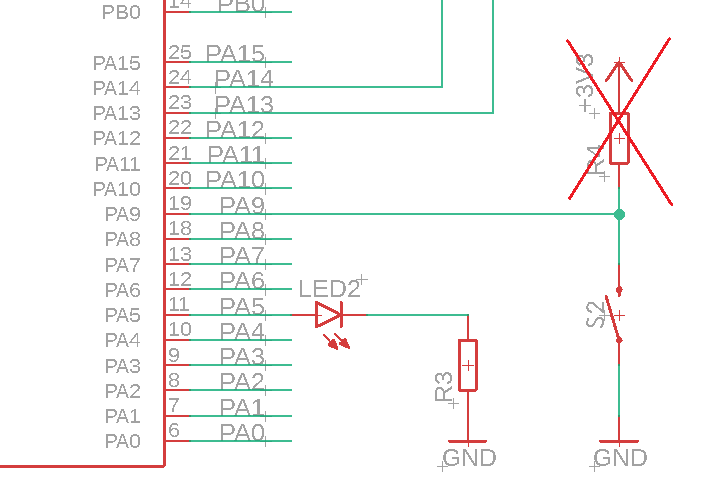 PB0 14 PB0
PA15 25 PA15
PA14 24 PA14
PA13 23 PA13
PA12 22 PA12
PA11 21 PA11
PA10 20 PA10
PA9 19 PA9
PA8 18 PA8
PA7 13 PA7
PA6 12 PA6
PA5 11 PA5
PA4 10 PA4
PA3 9 PA3
PA2 8 PA2
PA1 7 PA1
PA0 6 PA0
LED2
R3
GND
+3V3
R4
S2
GND